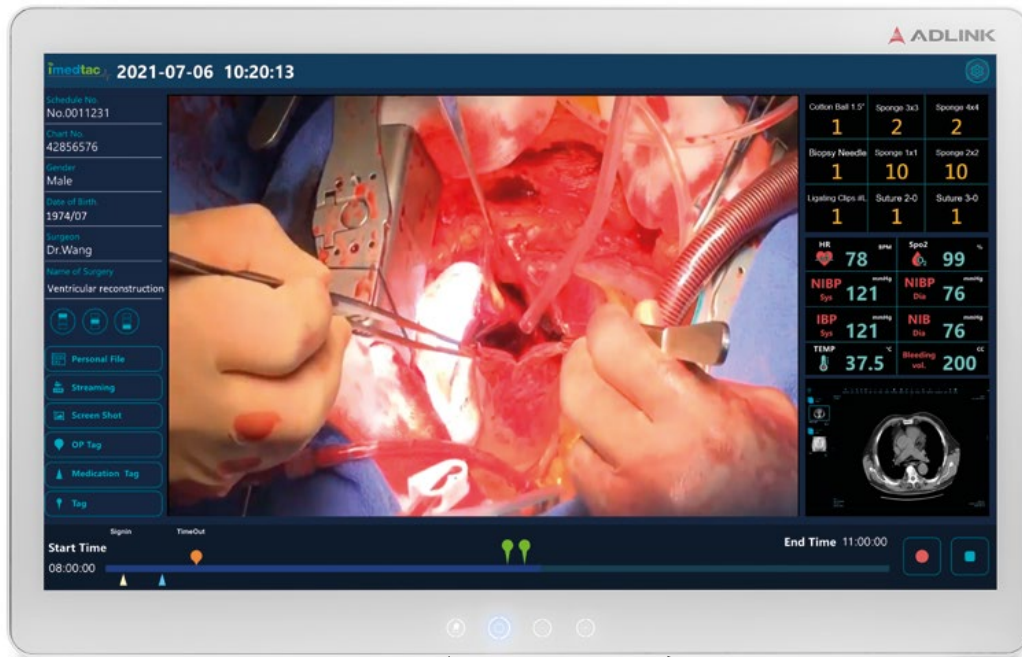 ADLINK
imedtac 2021-07-06 10:20:13
Schedule No.
No.0011231
Chart No.
42856576
Gender
Male
Date of Birth
1974/07
Surgeon
Dr.Wang
Name of Surgery
Ventricular reconstruction
Personal File
Streaming
Screen Shot
OP Tag
Medication Tag
Tag
Cotton Ball 1.5" Sponge 3x3 Sponge 4x4
1 2 2
Biopsy Needle Sponge 1x1 Sponge 2x2
1 10 10
Ligating Clips #L Suture 2-0 Suture 3-0
1 1 1
HR BPM Spo2 %
78 99
NIBP mmHg NIBP mmHg
Sys 121 Dia 76
IBP mmHg NIB mmHg
Sys 121 Dia 76
TEMP °C Bleeding cc
37.5 vol. 200
Signin TimeOut
Start Time End Time 11:00:00
08:00:00